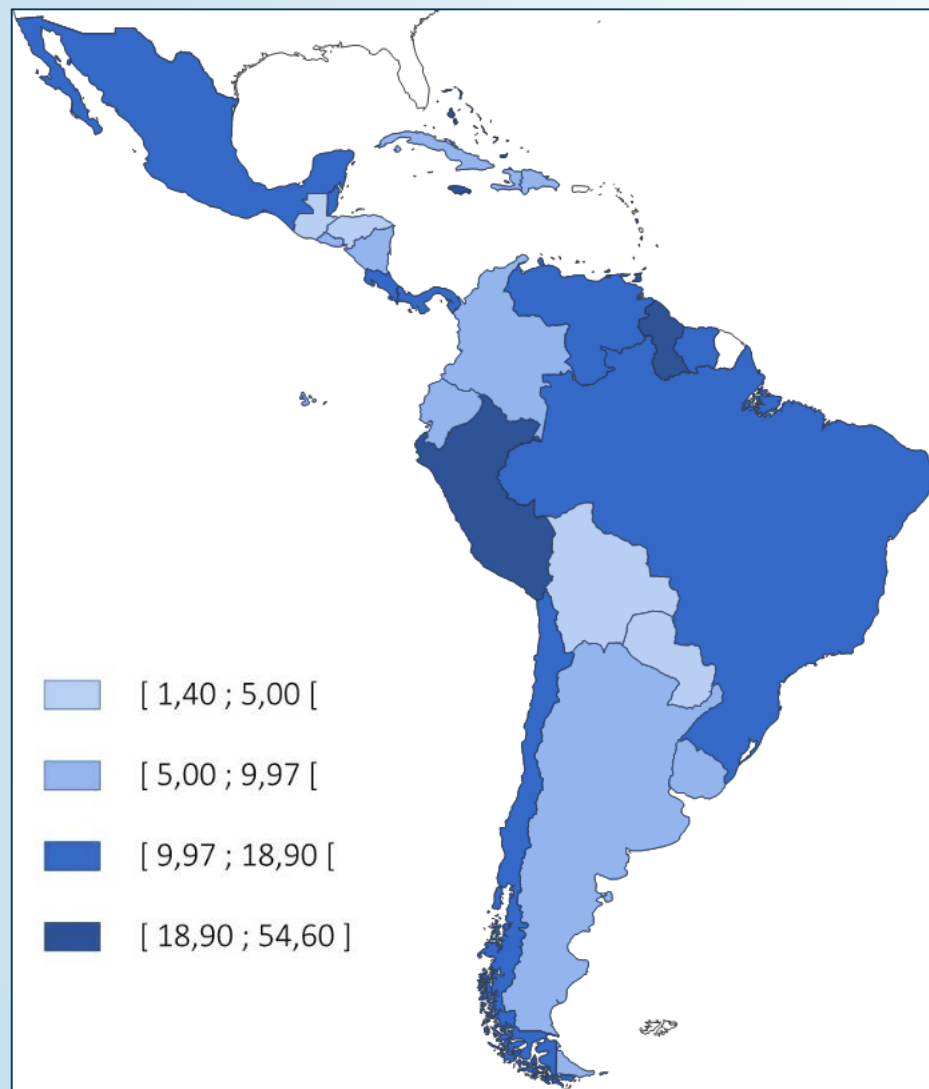 [ 1,40 ; 5,00 [
[ 5,00 ; 9,97 [
[ 9,97 ; 18,90 [
[ 18,90 ; 54,60 ]